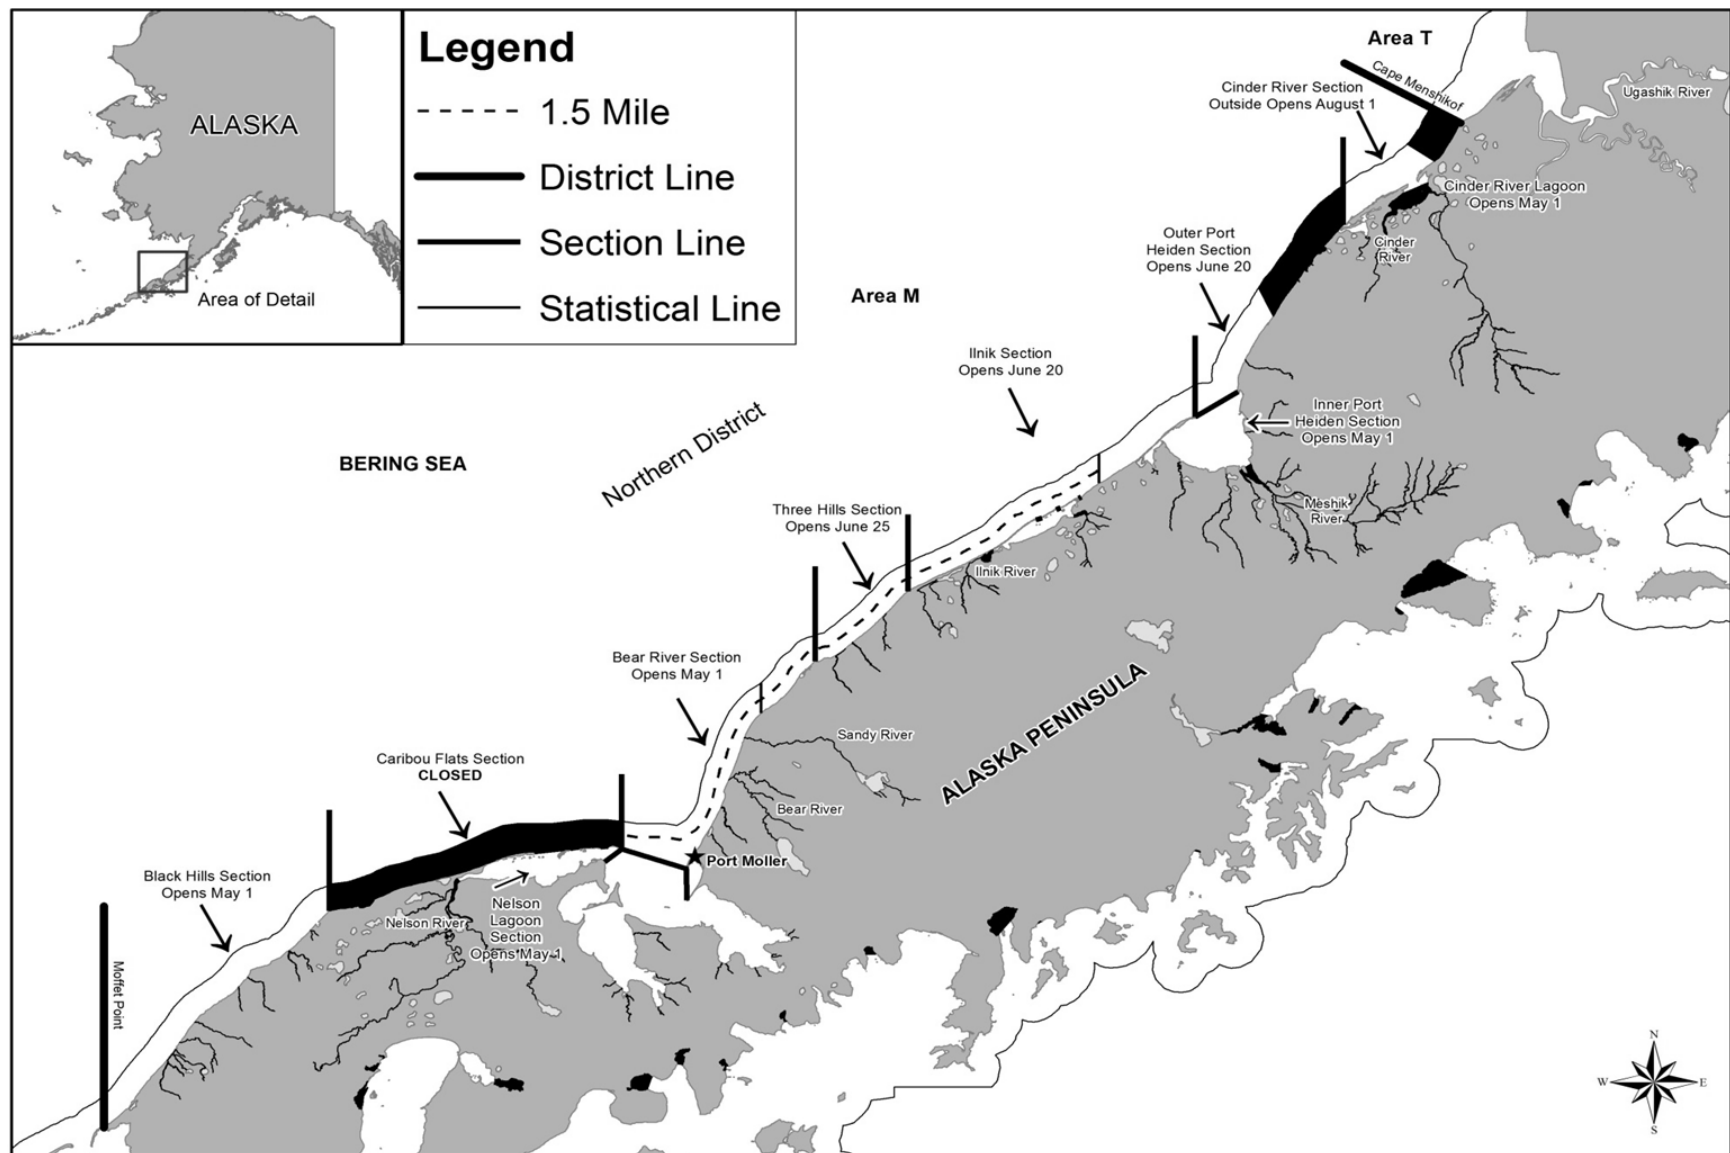 ALASKA
Area of Detail
Legend
1.5 Mile
District Line
Section Line
Statistical Line
Area T
Cape Menshikof
Ugashik River
Cinder River Section
Outside Opens August 1
Cinder River Lagoon
Opens May 1
Cinder
River
Outer Port
Heiden Section
Opens June 20
Area M
Ilnik Section
Opens June 20
Inner Port
Heiden Section
Opens May 1
Meshik
River
Northern District
BERING SEA
Three Hills Section
Opens June 25
Ilnik River
Bear River Section
Opens May 1
Sandy River
ALASKA PENINSULA
Bear River
Caribou Flats Section
CLOSED
Port Moller
Black Hills Section
Opens May 1
Nelson River
Nelson
Lagoon
Section
Opens May 1
Moffet Point
N
W
E
S